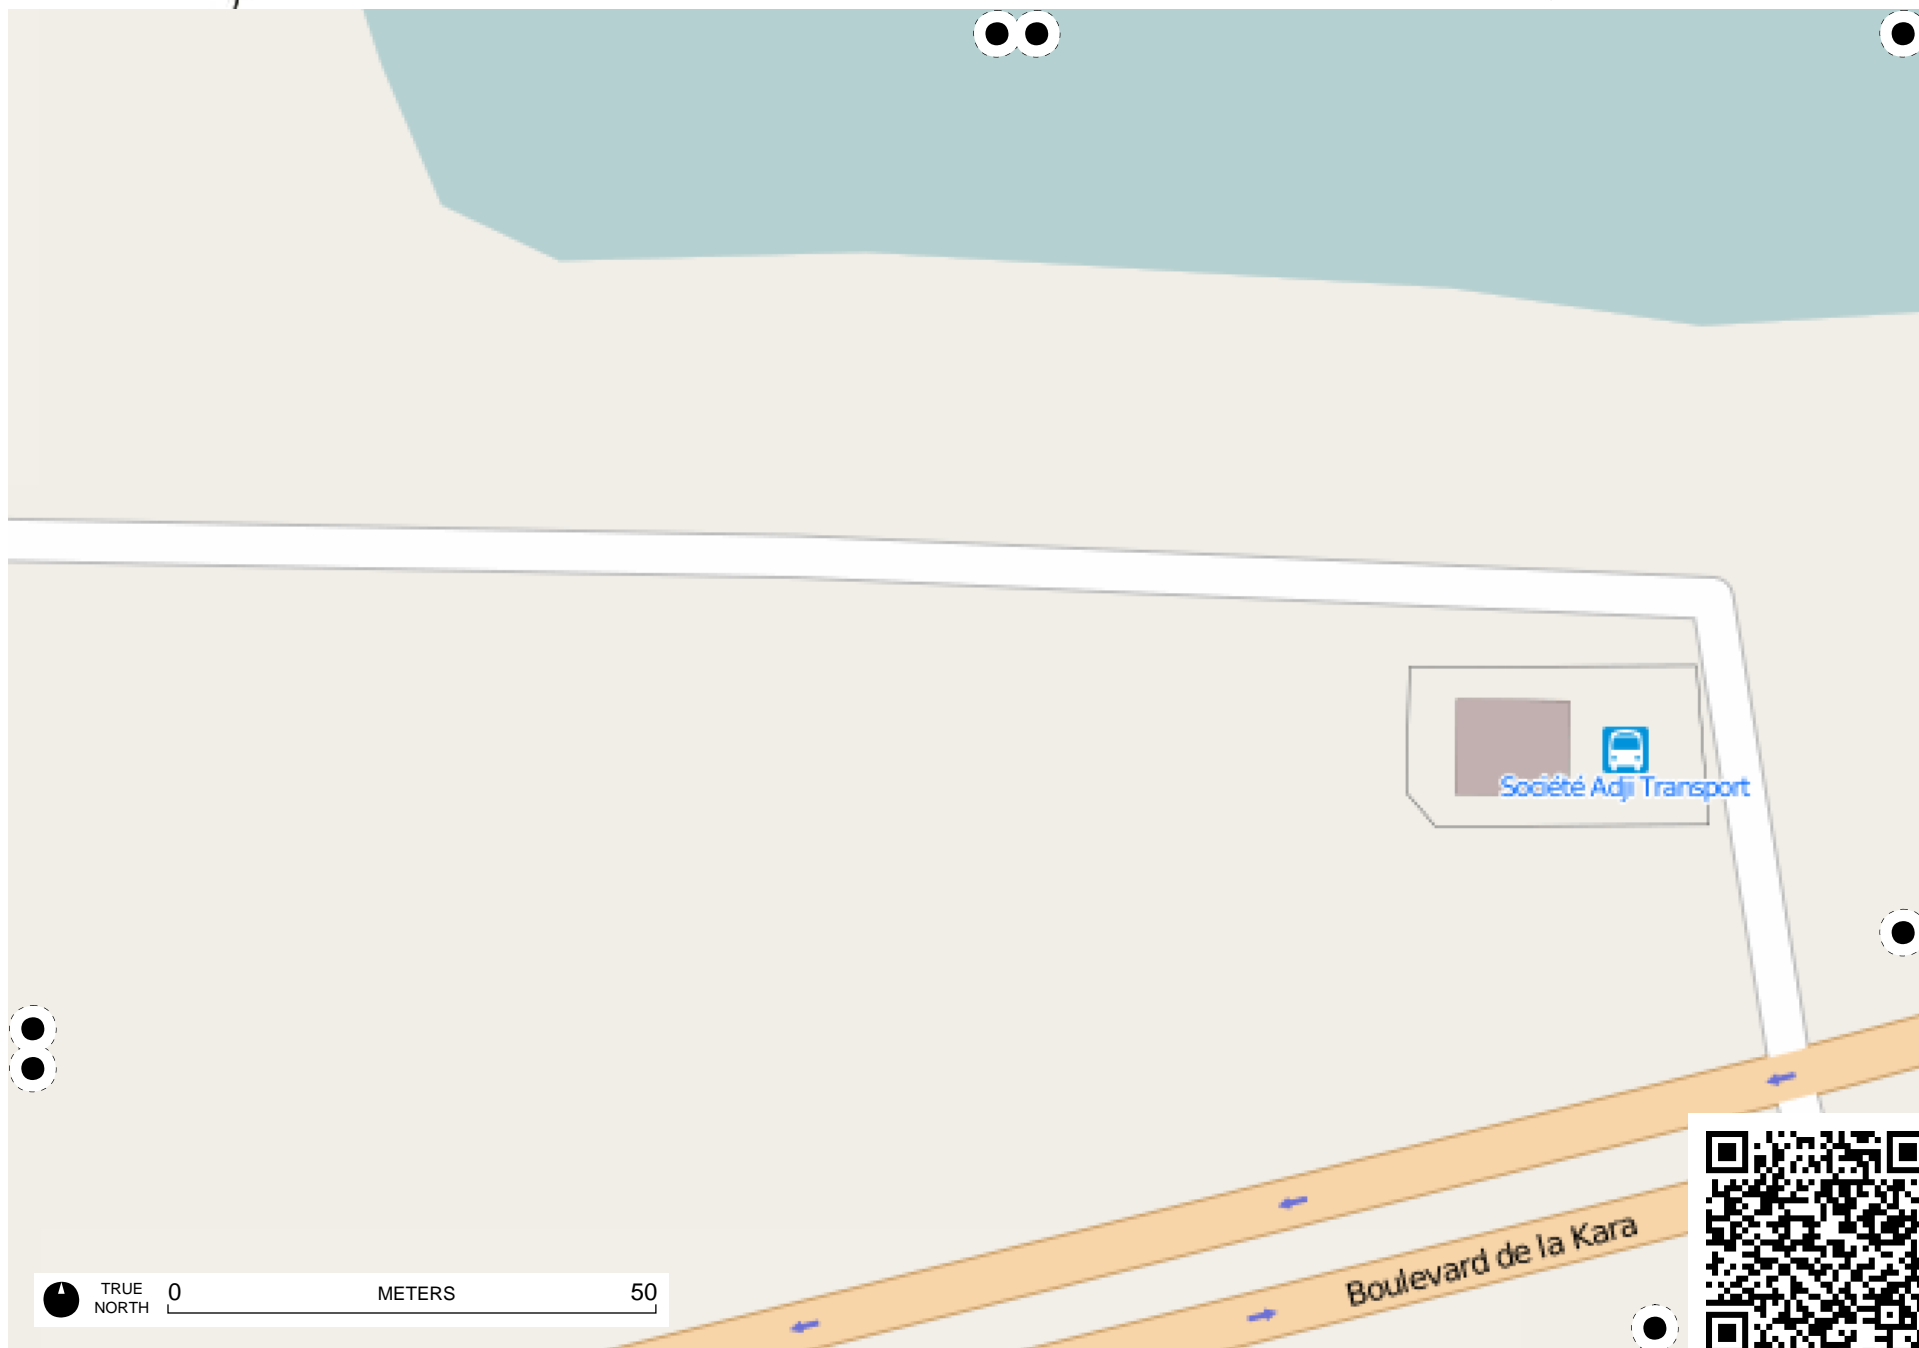 Société Adji Transport
Boulevard de la Kara
TRUE
NORTH
0 METERS 50